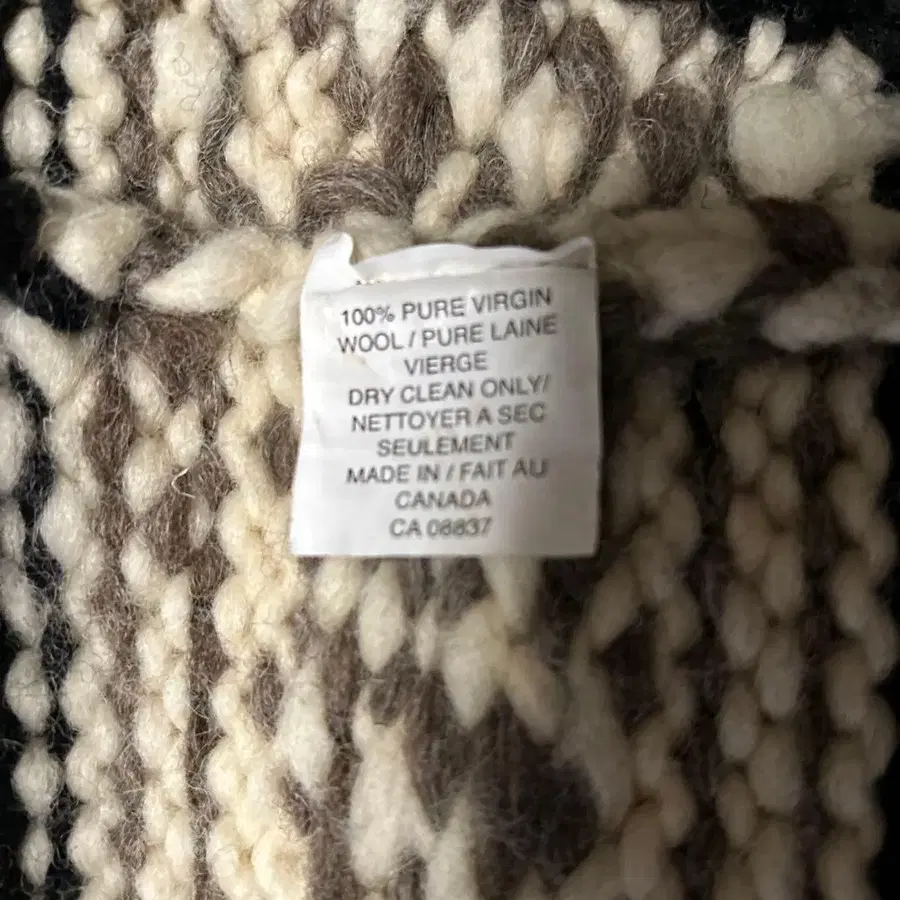 100% PURE VIRGIN
WOOL / PURE LAINE
VIERGE
DRY CLEAN ONLY/
NETTOYER A SEC
SEULEMENT
MADE IN / FAIT AU
CANADA
CA 08837